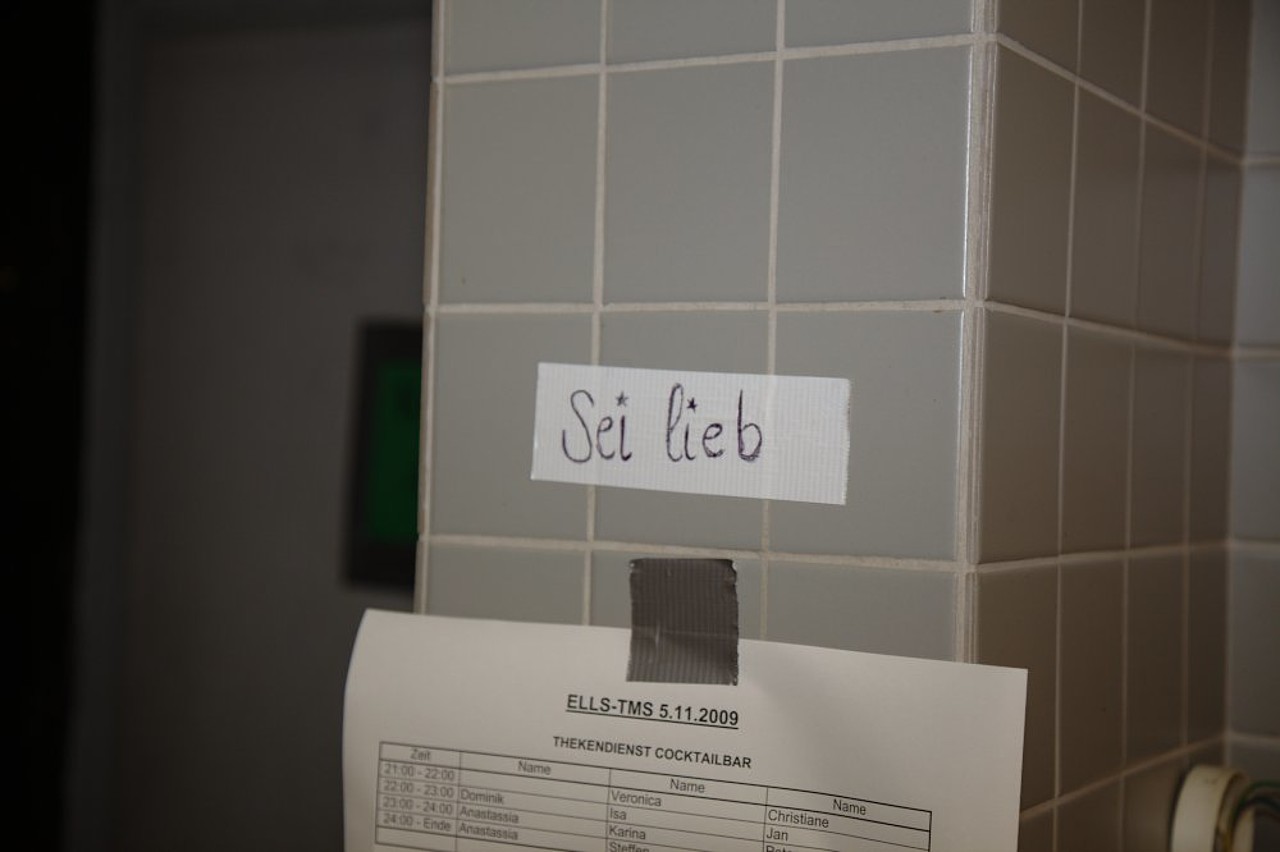 Sei lieb
ELLS-TMS 5.11.2009
THEKENDIENST COCKTAILBAR
Zeit Name Name Name
21:00 - 22:00 Veronica Christiane
22:00 - 23:00 Dominik Isa Jan
23:00 - 24:00 Anastassia Karina
24:00 - Ende Anastassia Steffen